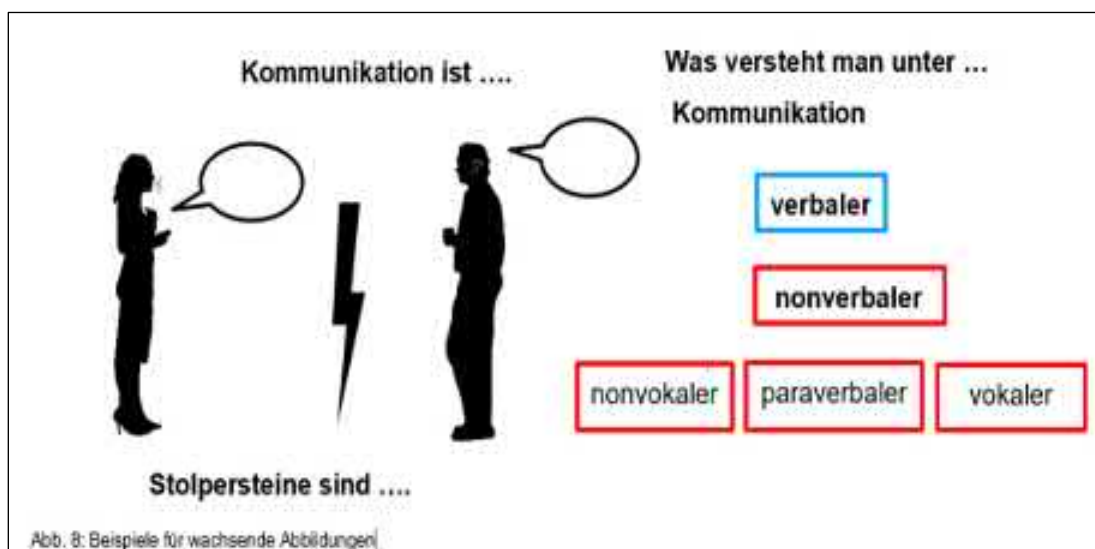 Kommunikation ist ....
Was versteht man unter ...
Kommunikation
verbaler
nonverbaler
nonvokaler
paraverbaler
vokaler
Stolpersteine sind ....
Abb. 8: Beispiele für wachsende Abbildungen